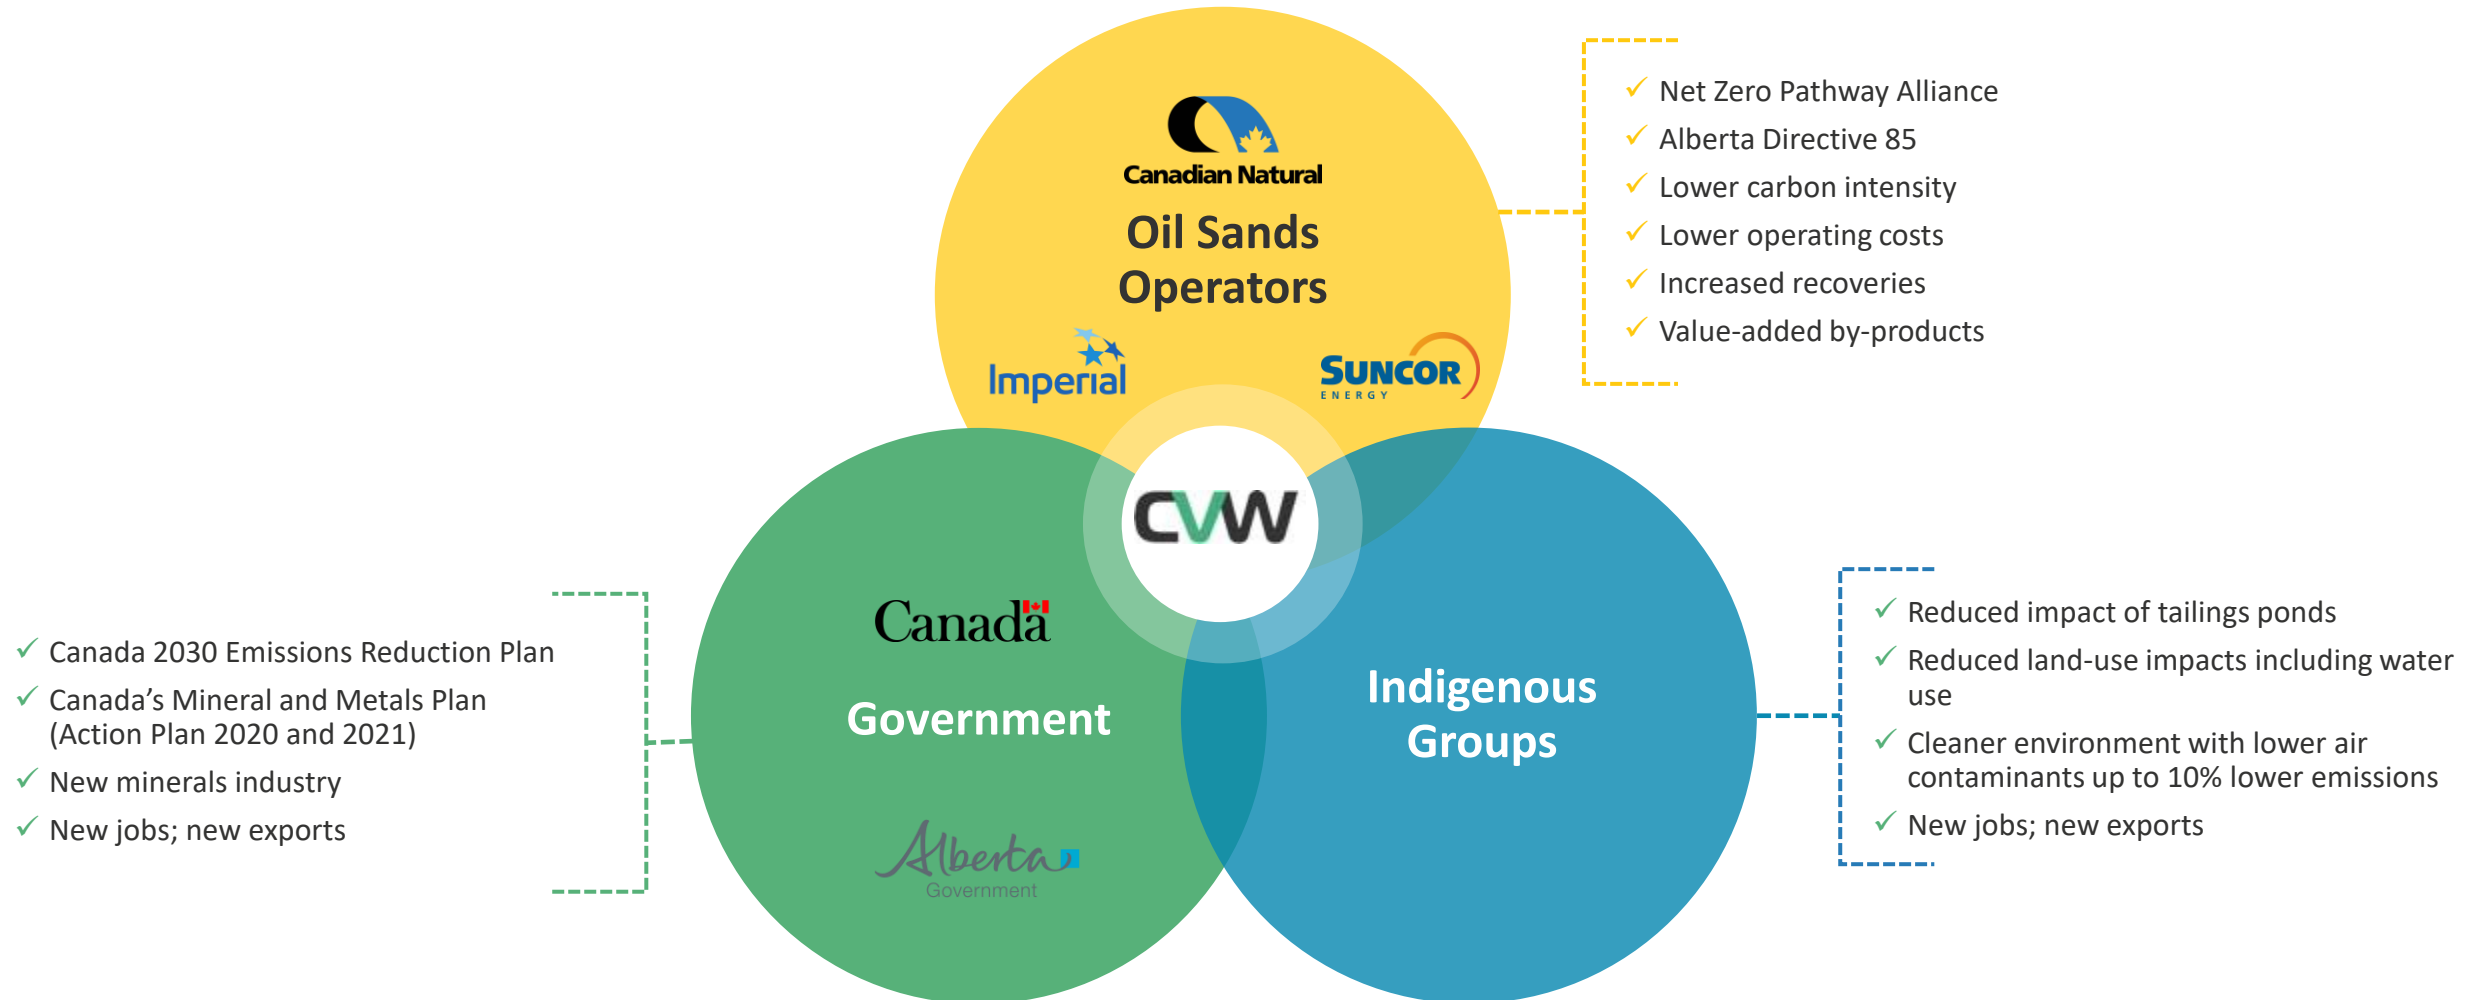 Canadian Natural
Oil Sands
Operators
Imperial
SUNCOR
ENERGY
✓ Net Zero Pathway Alliance
✓ Alberta Directive 85
✓ Lower carbon intensity
✓ Lower operating costs
✓ Increased recoveries
✓ Value-added by-products
CVW
Canada
Government
Alberta
Government
✓ Canada 2030 Emissions Reduction Plan
✓ Canada’s Mineral and Metals Plan
(Action Plan 2020 and 2021)
✓ New minerals industry
✓ New jobs; new exports
Indigenous
Groups
✓ Reduced impact of tailings ponds
✓ Reduced land-use impacts including water
use
✓ Cleaner environment with lower air
contaminants up to 10% lower emissions
✓ New jobs; new exports